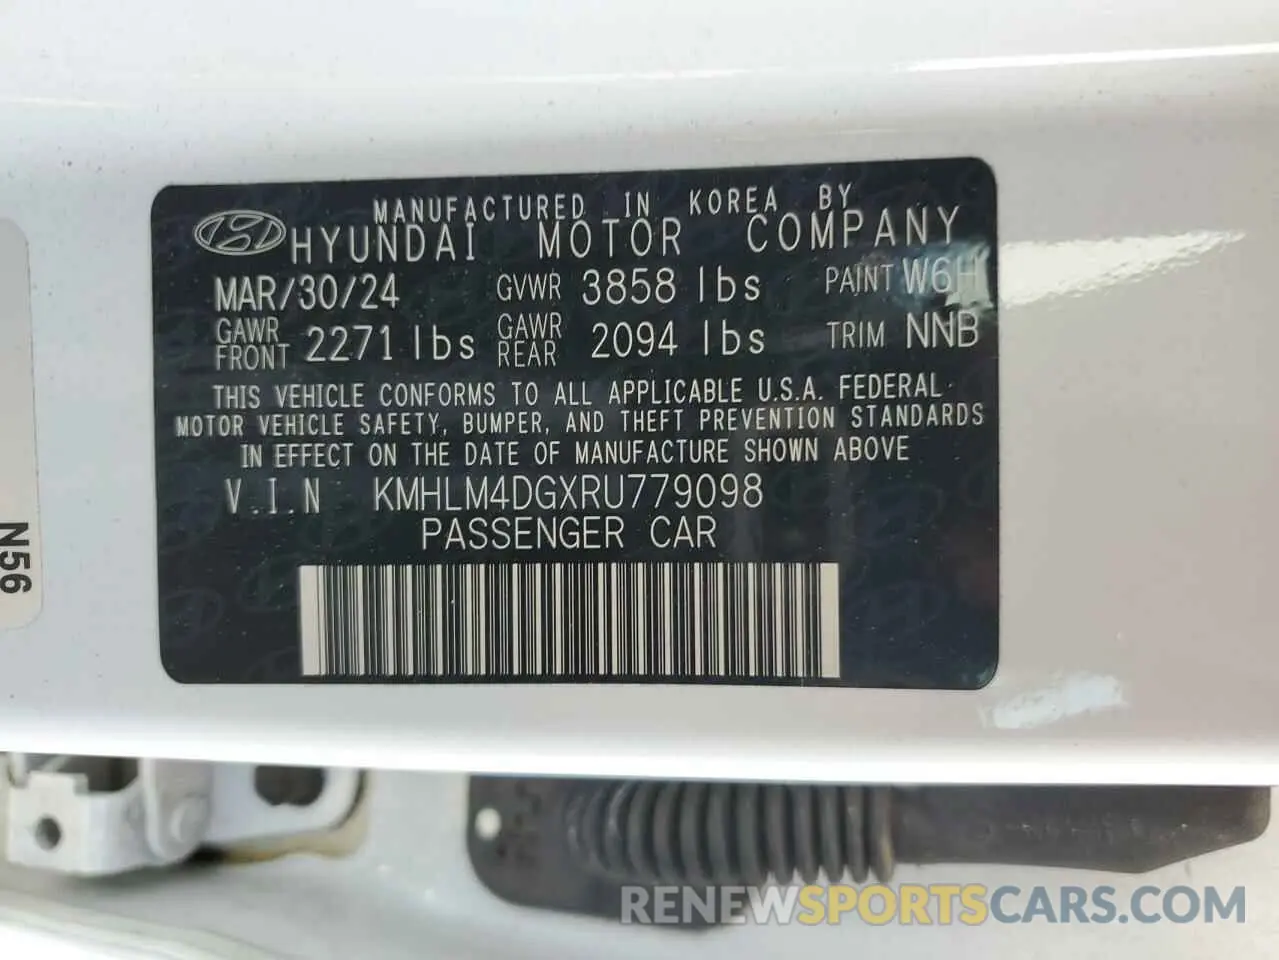 MANUFACTURED IN KOREA BY
HYUNDAI MOTOR COMPANY
MAR/30/24 GVWR 3858 lbs PAINT W6H
GAWR FRONT 2271 lbs GAWR REAR 2094 lbs TRIM NNB
THIS VEHICLE CONFORMS TO ALL APPLICABLE U.S.A. FEDERAL
MOTOR VEHICLE SAFETY, BUMPER, AND THEFT PREVENTION STANDARDS
IN EFFECT ON THE DATE OF MANUFACTURE SHOWN ABOVE
V.I.N KMHLM4DGXRU779098
PASSENGER CAR
N56
RENEWSPORTSCARS.COM